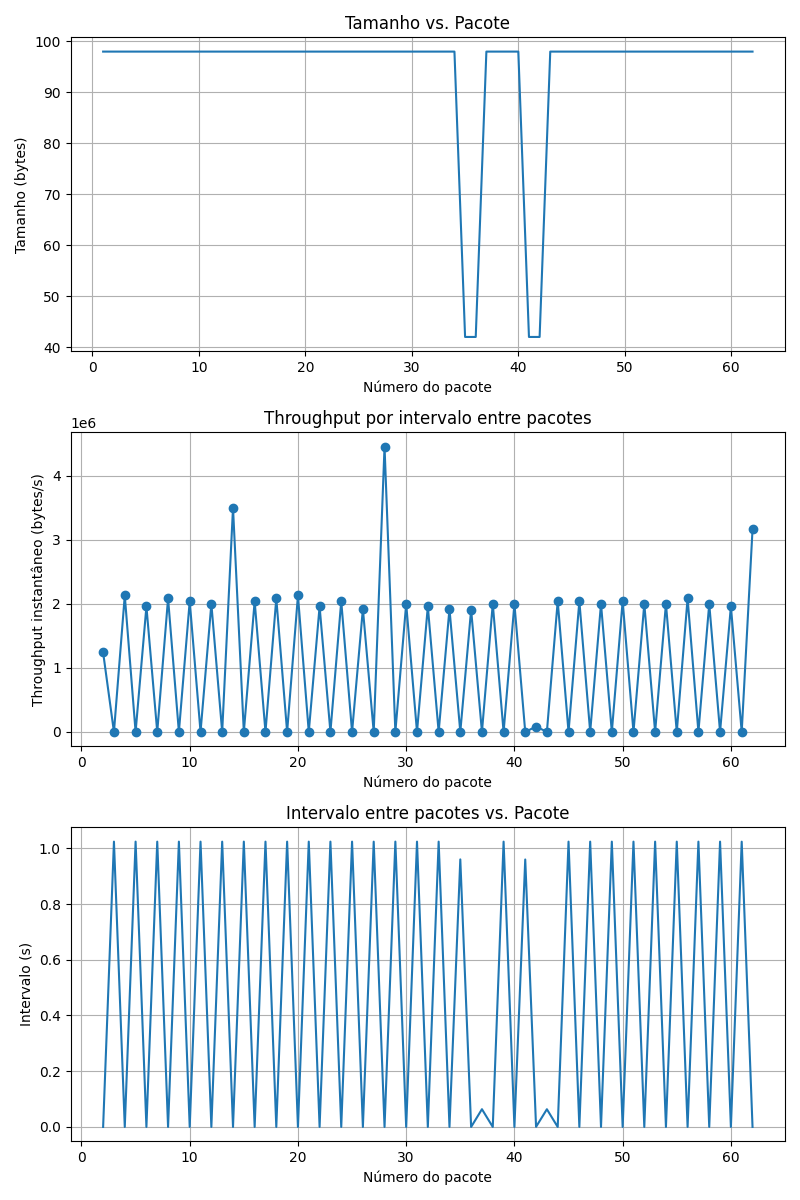 Tamanho vs. Pacote
100
90
80
70
60
50
40
Tamanho (bytes)
0 10 20 30 40 50 60
Número do pacote
Throughput por intervalo entre pacotes
1e6
4
3
2
1
0
Throughput instantâneo (bytes/s)
0 10 20 30 40 50 60
Número do pacote
Intervalo entre pacotes vs. Pacote
1.0
0.8
0.6
0.4
0.2
0.0
Intervalo (s)
0 10 20 30 40 50 60
Número do pacote